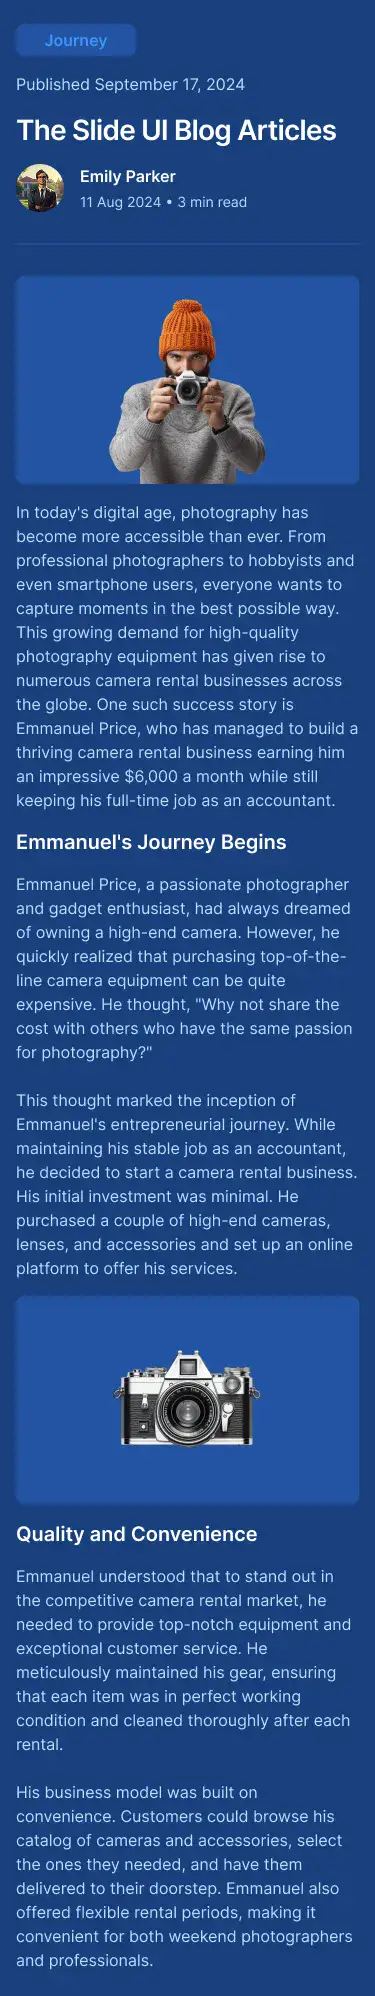 Journey
Published September 17, 2024
The Slide UI Blog Articles
Emily Parker
11 Aug 2024 • 3 min read
In today's digital age, photography has
become more accessible than ever. From
professional photographers to hobbyists and
even smartphone users, everyone wants to
capture moments in the best possible way.
This growing demand for high-quality
photography equipment has given rise to
numerous camera rental businesses across
the globe. One such success story is
Emmanuel Price, who has managed to build a
thriving camera rental business earning him
an impressive $6,000 a month while still
keeping his full-time job as an accountant.
Emmanuel's Journey Begins
Emmanuel Price, a passionate photographer
and gadget enthusiast, had always dreamed
of owning a high-end camera. However, he
quickly realized that purchasing top-of-the-
line camera equipment can be quite
expensive. He thought, "Why not share the
cost with others who have the same passion
for photography?"
This thought marked the inception of
Emmanuel's entrepreneurial journey. While
maintaining his stable job as an accountant,
he decided to start a camera rental business.
His initial investment was minimal. He
purchased a couple of high-end cameras,
lenses, and accessories and set up an online
platform to offer his services.
Quality and Convenience
Emmanuel understood that to stand out in
the competitive camera rental market, he
needed to provide top-notch equipment and
exceptional customer service. He
meticulously maintained his gear, ensuring
that each item was in perfect working
condition and cleaned thoroughly after each
rental.
His business model was built on
convenience. Customers could browse his
catalog of cameras and accessories, select
the ones they needed, and have them
delivered to their doorstep. Emmanuel also
offered flexible rental periods, making it
convenient for both weekend photographers
and professionals.